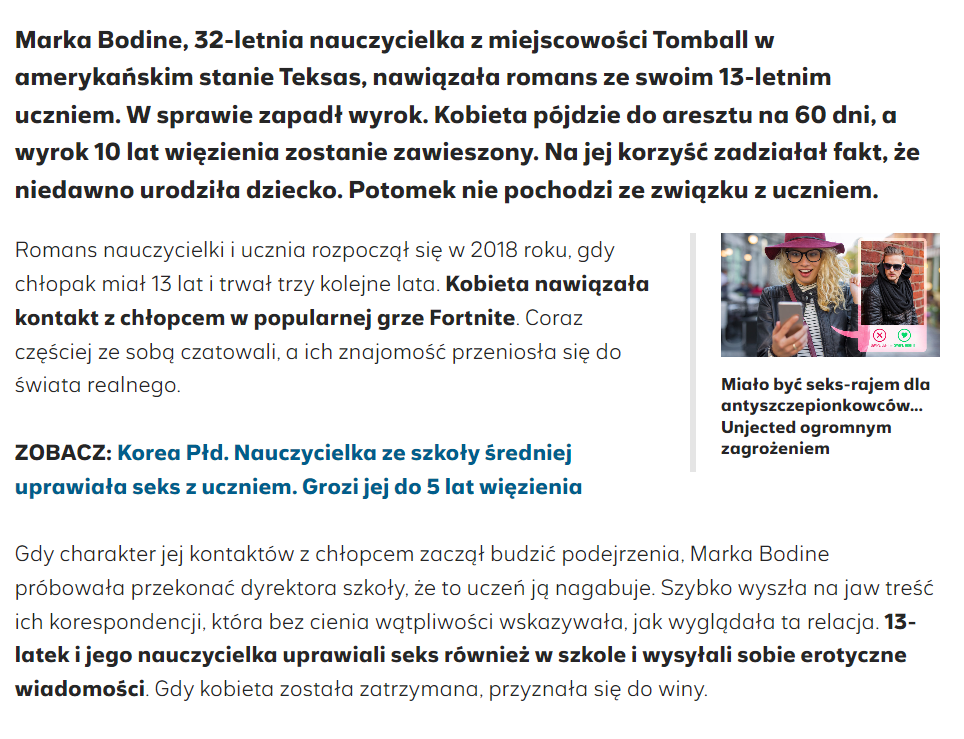 Marka Bodine, 32-letnia nauczycielka z miejscowości Tomball w
amerykańskim stanie Teksas, nawiązała romans ze swoim 13-letnim
uczniem. W sprawie zapadł wyrok. Kobieta pójdzie do aresztu na 60 dni, a
wyrok 10 lat więzienia zostanie zawieszony. Na jej korzyść zadziałał fakt, że
niedawno urodziła dziecko. Potomek nie pochodzi ze związku z uczniem.
Romans nauczycielki i ucznia rozpoczął się w 2018 roku, gdy
chłopak miał 13 lat i trwał trzy kolejne lata. Kobieta nawiązała
kontakt z chłopcem w popularnej grze Fortnite. Coraz
częściej ze sobą czatowali, a ich znajomość przeniosła się do
świata realnego.
ZOBACZ: Korea Płd. Nauczycielka ze szkoły średniej
uprawiała seks z uczniem. Grozi jej do 5 lat więzienia
Miało być seks-rajem dla
antyszczepionkowców...
Unjected ogromnym
zagrożeniem
Gdy charakter jej kontaktów z chłopcem zaczął budzić podejrzenia, Marka Bodine
próbowała przekonać dyrektora szkoły, że to uczeń ją nagabuje. Szybko wyszła na jaw treść
ich korespondencji, która bez cienia wątpliwości wskazywała, jak wyglądała ta relacja. 13-
latek i jego nauczycielka uprawiali seks również w szkole i wysyłali sobie erotyczne
wiadomości. Gdy kobieta została zatrzymana, przyznała się do winy.